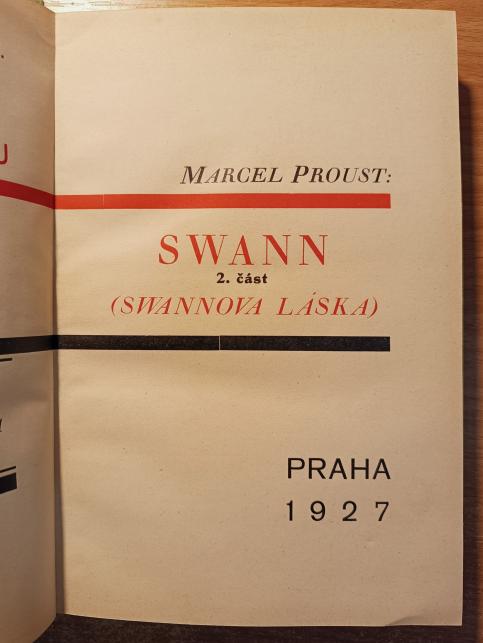 MARCEL PROUST:
SWANN
2. část
(SWANNOVA LÁSKA)
PRAHA
1927